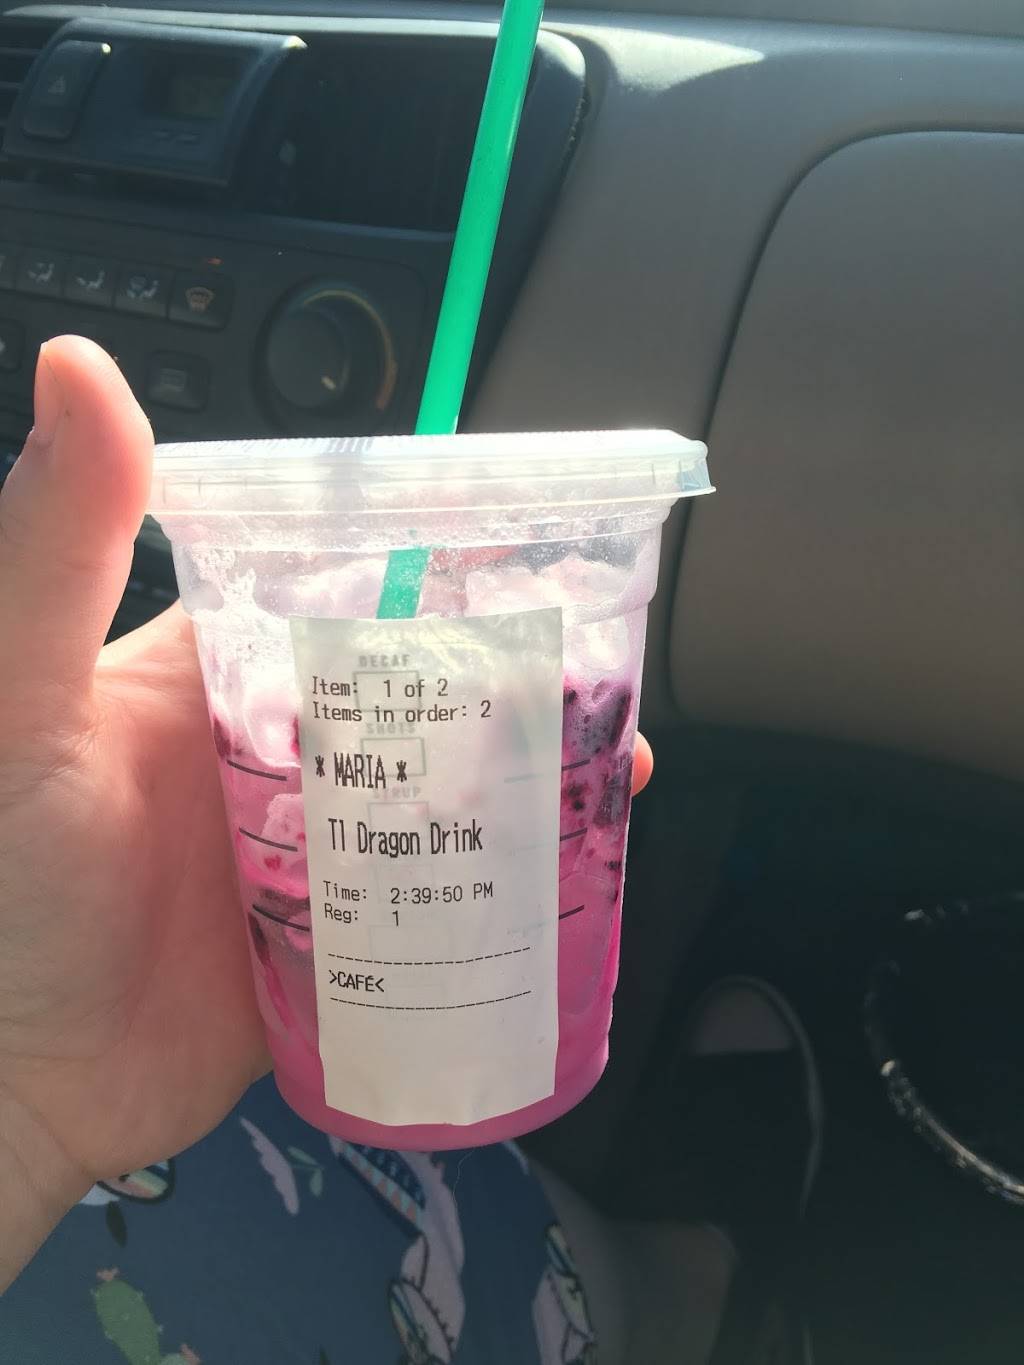 DECAF
Item: 1 of 2
Items in order: 2
SHOTS
* MARIA *
SYRUP
Tl Dragon Drink
Time: 2:39:50 PM
Reg: 1
>CAFÉ<